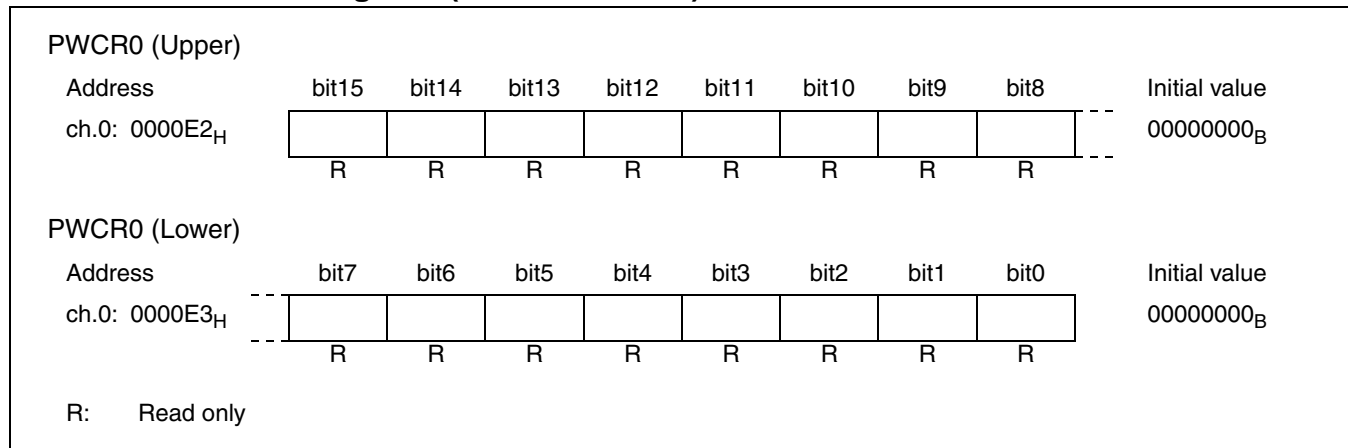 PWCR0 (Upper)
Address bit15 bit14 bit13 bit12 bit11 bit10 bit9 bit8 Initial value
ch.0: 0000E2H 00000000B
R R R R R R R R
PWCR0 (Lower)
Address bit7 bit6 bit5 bit4 bit3 bit2 bit1 bit0 Initial value
ch.0: 0000E3H 00000000B
R R R R R R R R
R: Read only